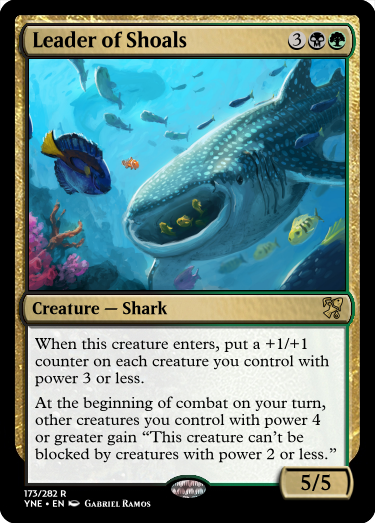 Leader of Shoals 3
When this creature enters, put a +1/+1
counter on each creature you control with
power 3 or less.
At the beginning of combat on your turn,
other creatures you control with power 4
or greater gain “This creature can't be
blocked by creatures with power 2 or less.”
Creature — Shark
5/5
173/282 R
YNE • EN Gabriel Ramos